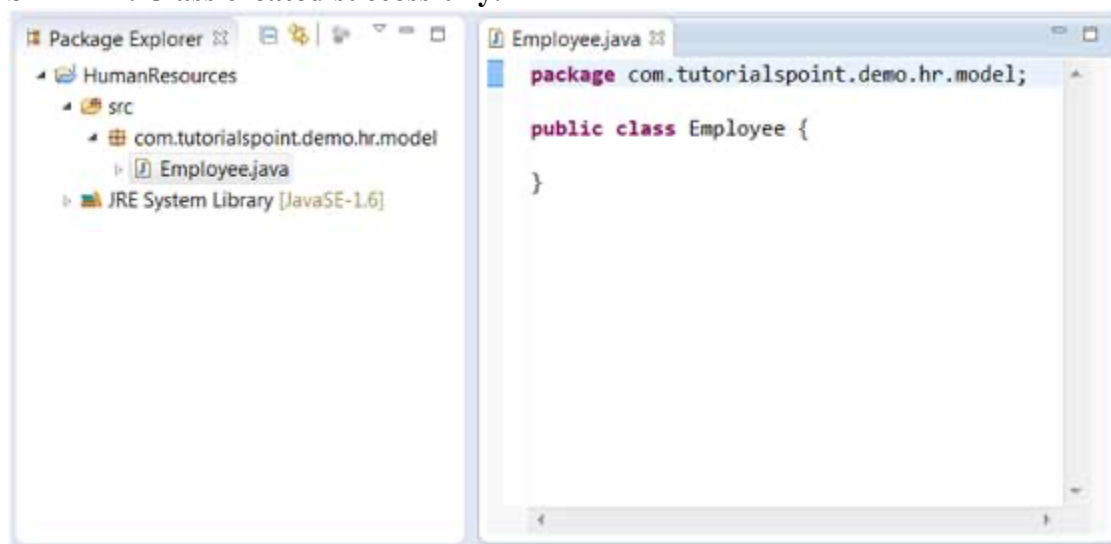 Package Explorer
HumanResources
src
com.tutorialspoint.demo.hr.model
Employee.java
JRE System Library [JavaSE-1.6]
Employee.java
package com.tutorialspoint.demo.hr.model;
public class Employee {
}